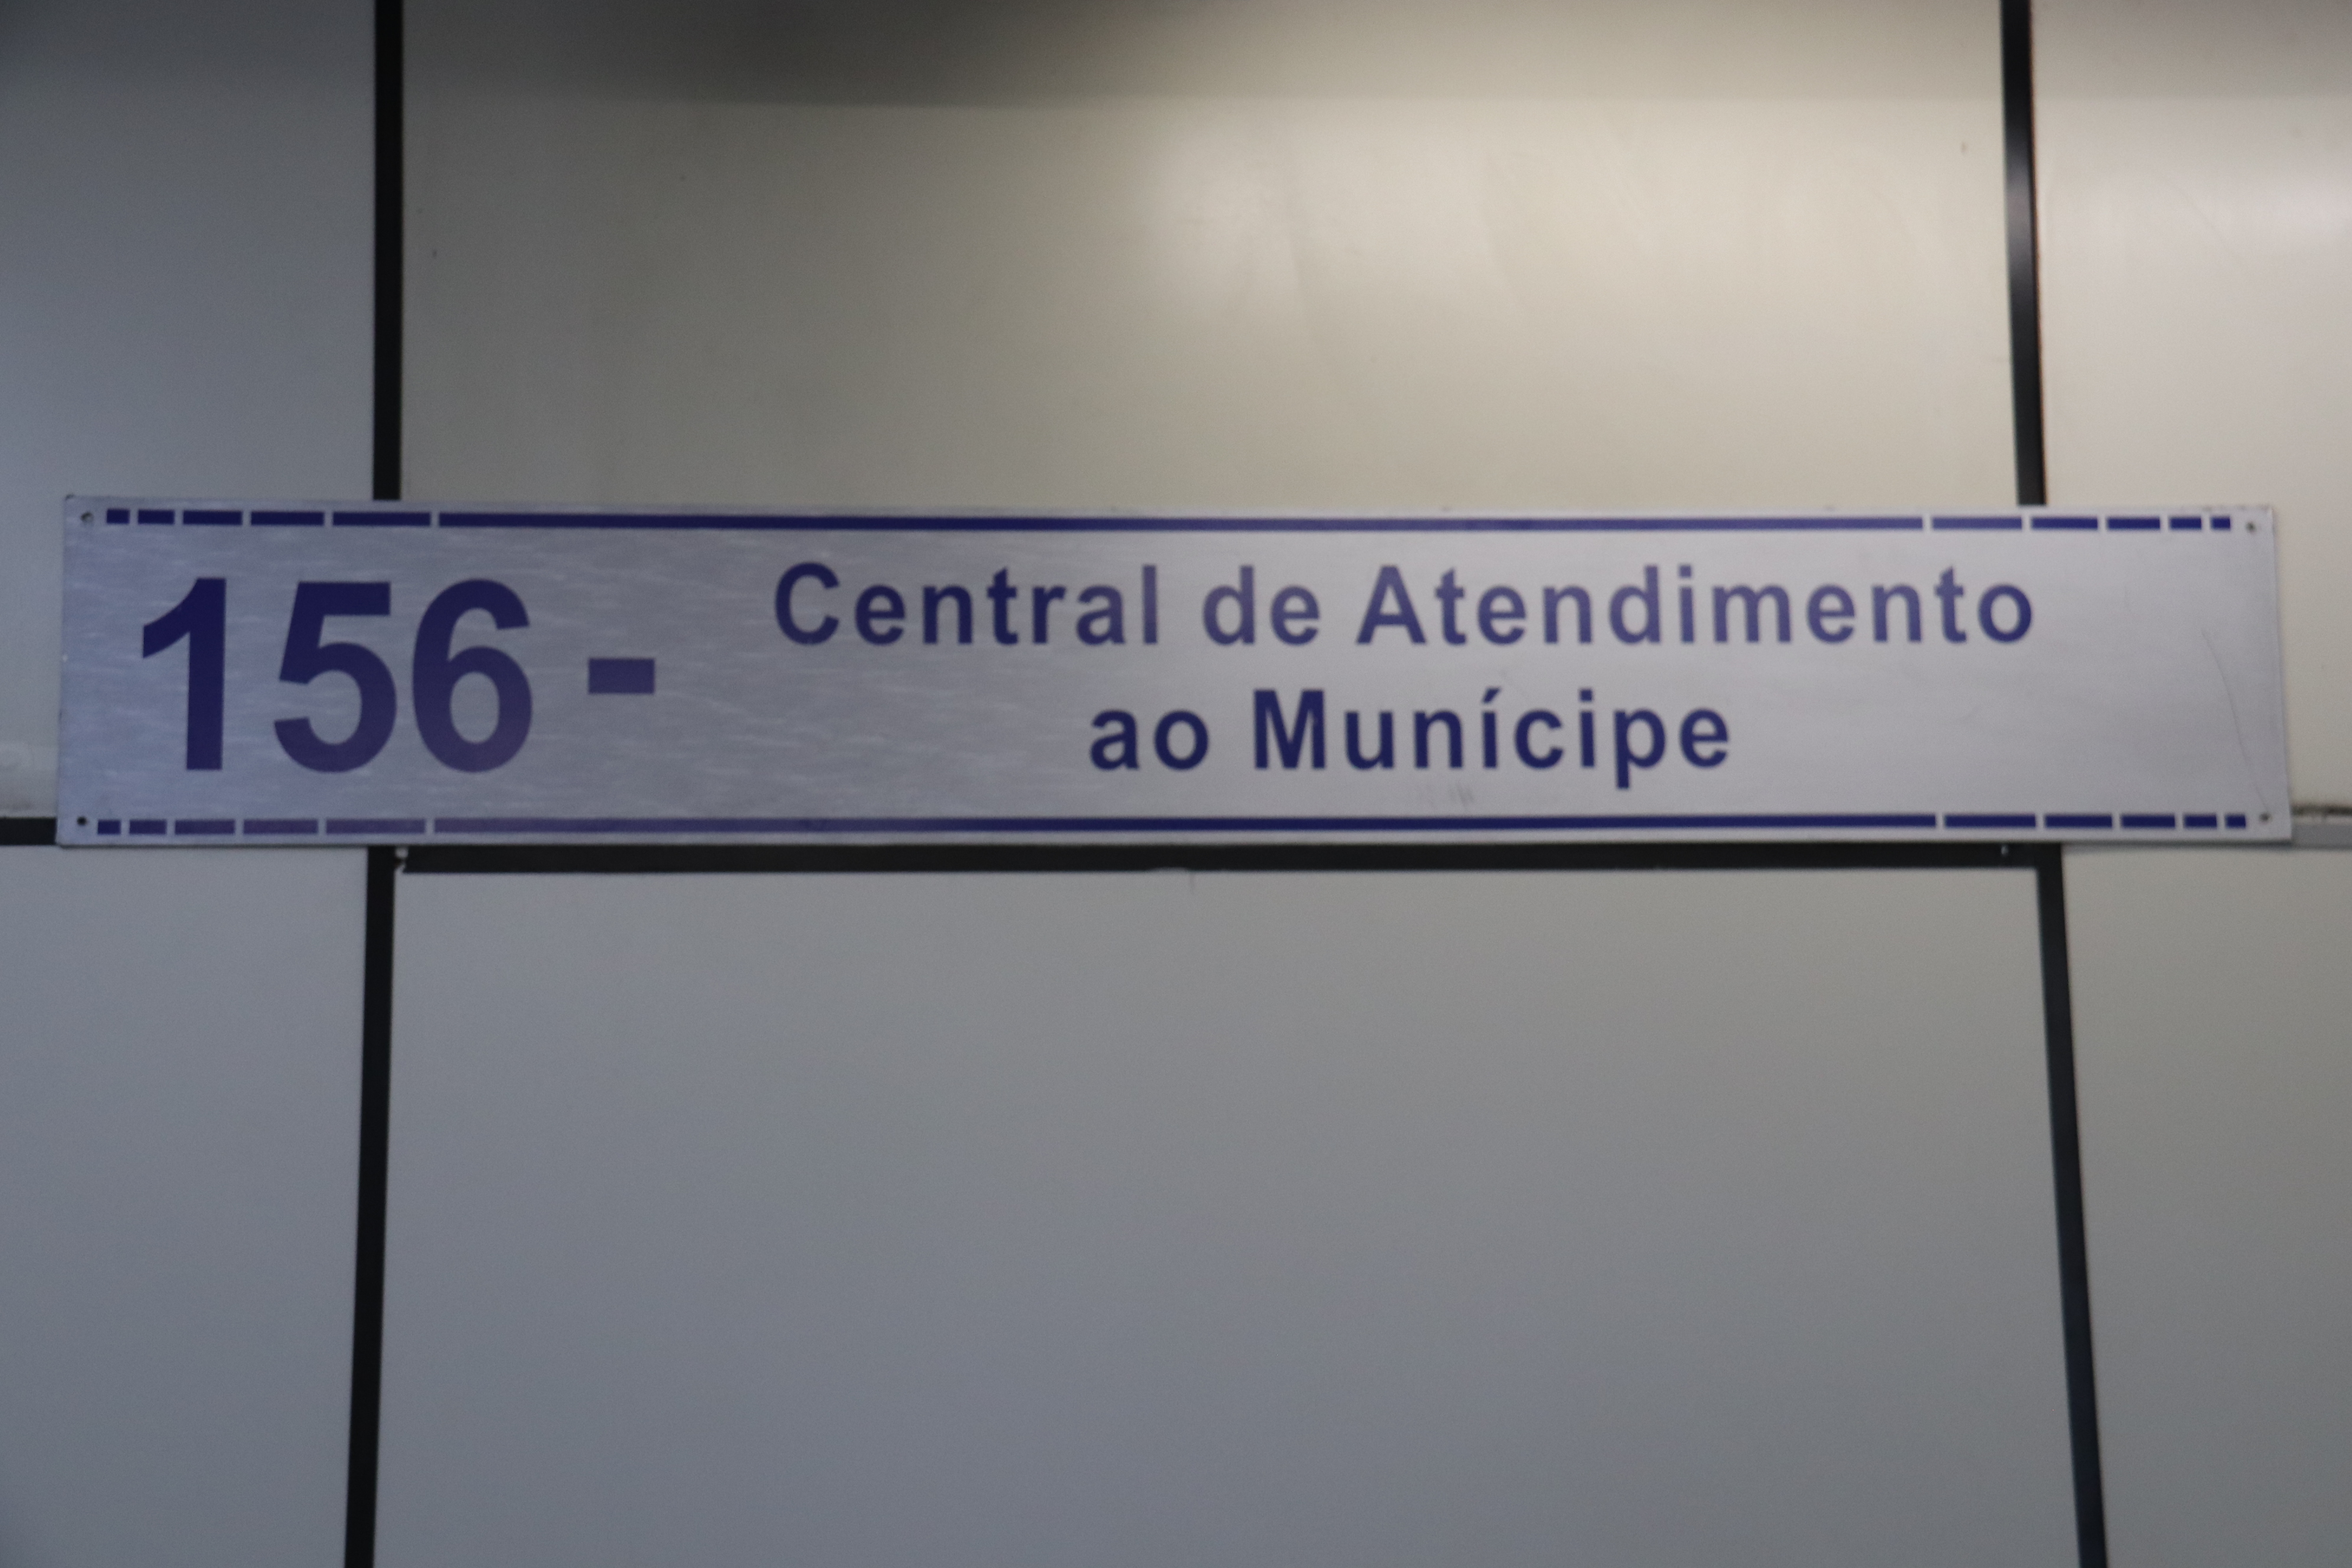 156 - Central de Atendimento
ao Munícipe